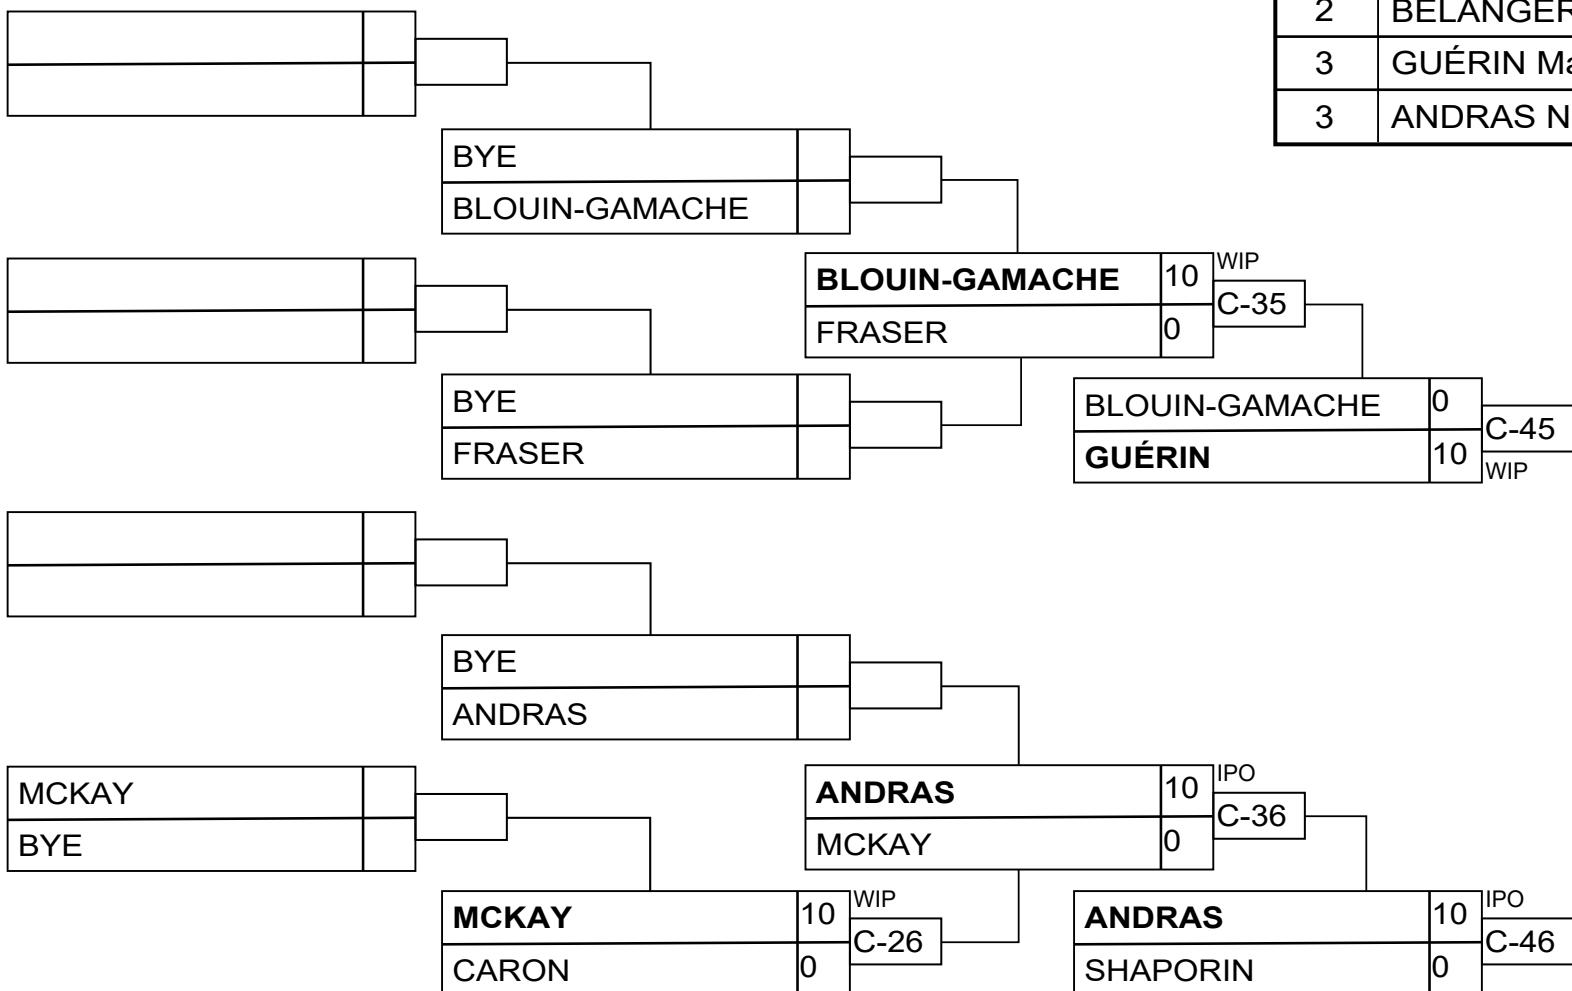 2 BÉLANGER
3 GUÉRIN Ma
3 ANDRAS N
BYE
BLOUIN-GAMACHE
BLOUIN-GAMACHE 10 WIP
C-35
FRASER 0
BYE
FRASER
BLOUIN-GAMACHE 0
C-45
GUÉRIN 10 WIP
BYE
ANDRAS
MCKAY
BYE
ANDRAS 10 IPO
C-36
MCKAY 0
MCKAY 10 WIP
C-26
CARON 0
ANDRAS 10 IPO
C-46
SHAPORIN 0